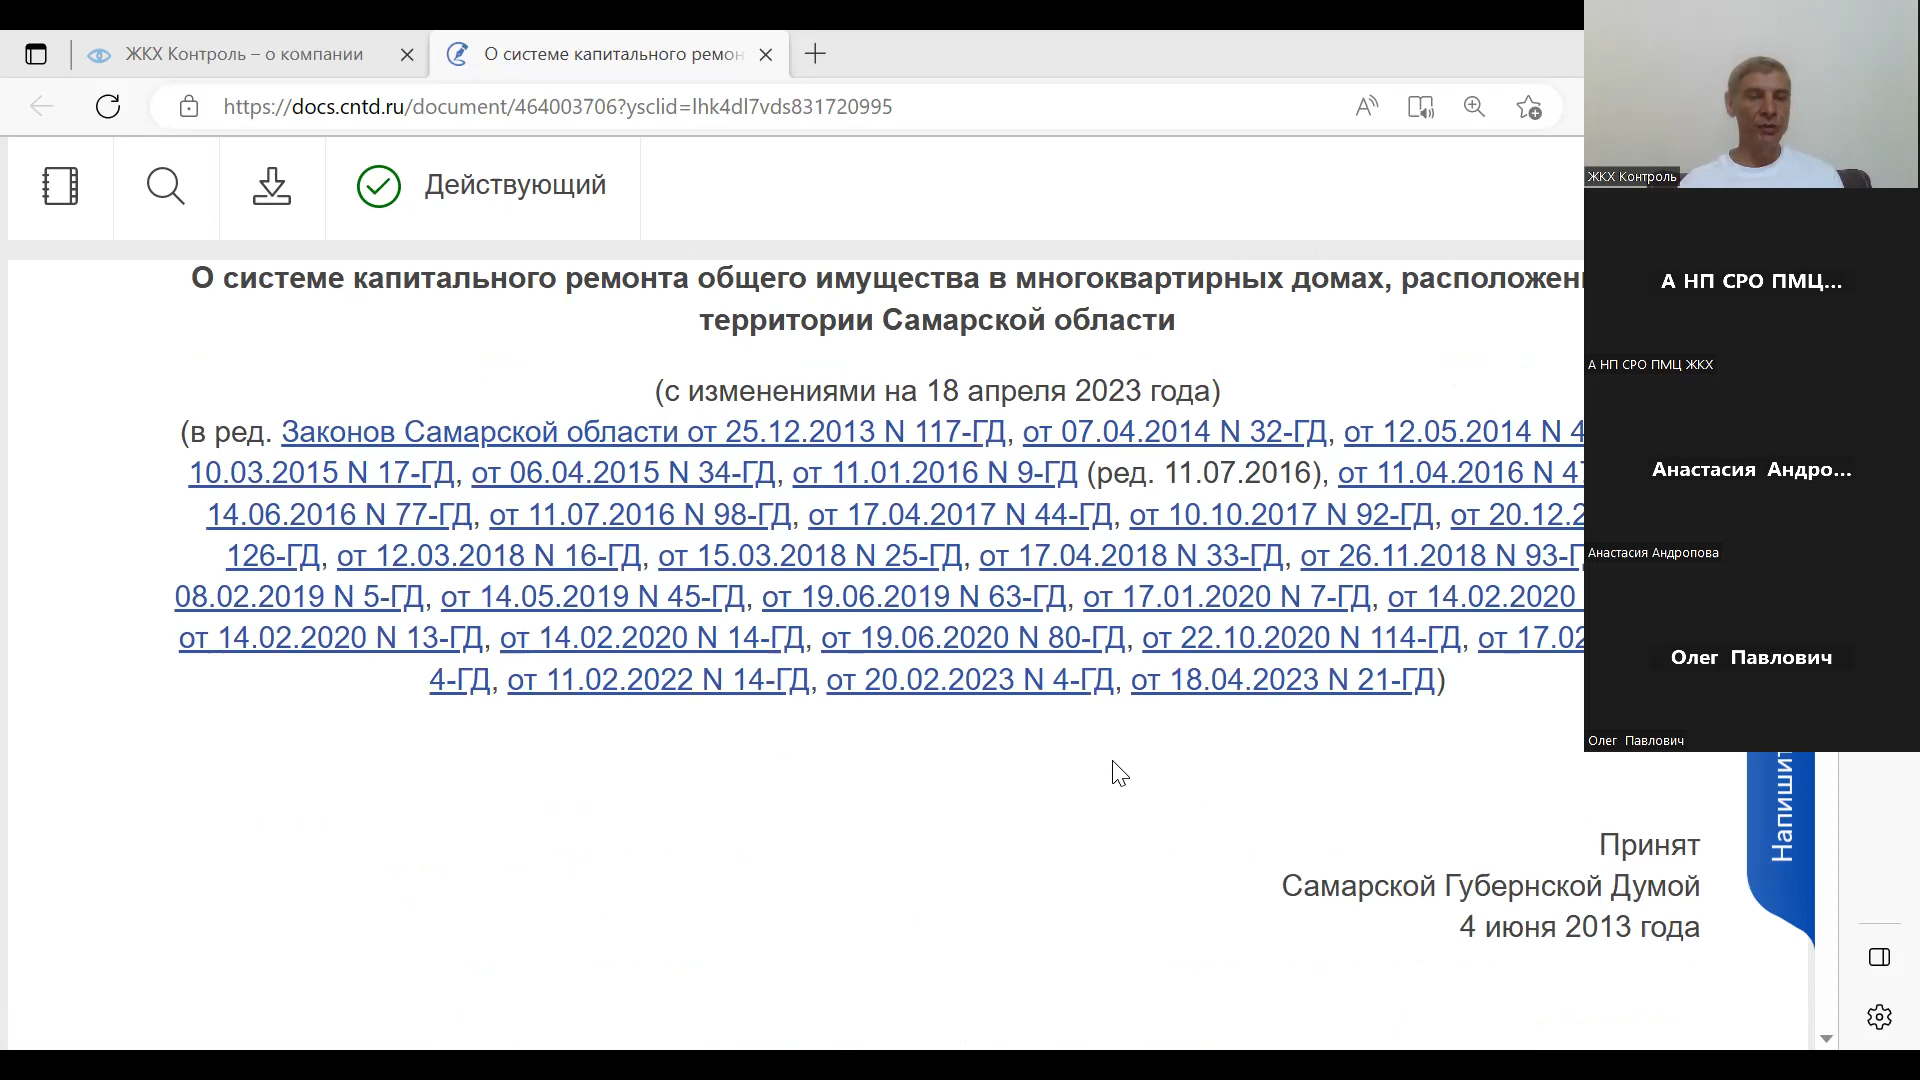 ЖКХ Контроль – о компании
О системе капитального ремон
https://docs.cntd.ru/document/464003706?ysclid=lhk4dl7vds831720995
Действующий
О системе капитального ремонта общего имущества в многоквартирных домах, расположен
территории Самарской области
(с изменениями на 18 апреля 2023 года)
(в ред. Законов Самарской области от 25.12.2013 N 117-ГД, от 07.04.2014 N 32-ГД, от 12.05.2014 N 4
10.03.2015 N 17-ГД, от 06.04.2015 N 34-ГД, от 11.01.2016 N 9-ГД (ред. 11.07.2016), от 11.04.2016 N 47
14.06.2016 N 77-ГД, от 11.07.2016 N 98-ГД, от 17.04.2017 N 44-ГД, от 10.10.2017 N 92-ГД, от 20.12.2
126-ГД, от 12.03.2018 N 16-ГД, от 15.03.2018 N 25-ГД, от 17.04.2018 N 33-ГД, от 26.11.2018 N 93-Г
08.02.2019 N 5-ГД, от 14.05.2019 N 45-ГД, от 19.06.2019 N 63-ГД, от 17.01.2020 N 7-ГД, от 14.02.2020
от 14.02.2020 N 13-ГД, от 14.02.2020 N 14-ГД, от 19.06.2020 N 80-ГД, от 22.10.2020 N 114-ГД, от 17.02
4-ГД, от 11.02.2022 N 14-ГД, от 20.02.2023 N 4-ГД, от 18.04.2023 N 21-ГД)
Принят
Самарской Губернской Думой
4 июня 2013 года
Напишит
ЖКХ Контроль
А НП СРО ПМЦ...
А НП СРО ПМЦ ЖКХ
Анастасия Андро...
Анастасия Андропова
Олег Павлович
Олег Павлович